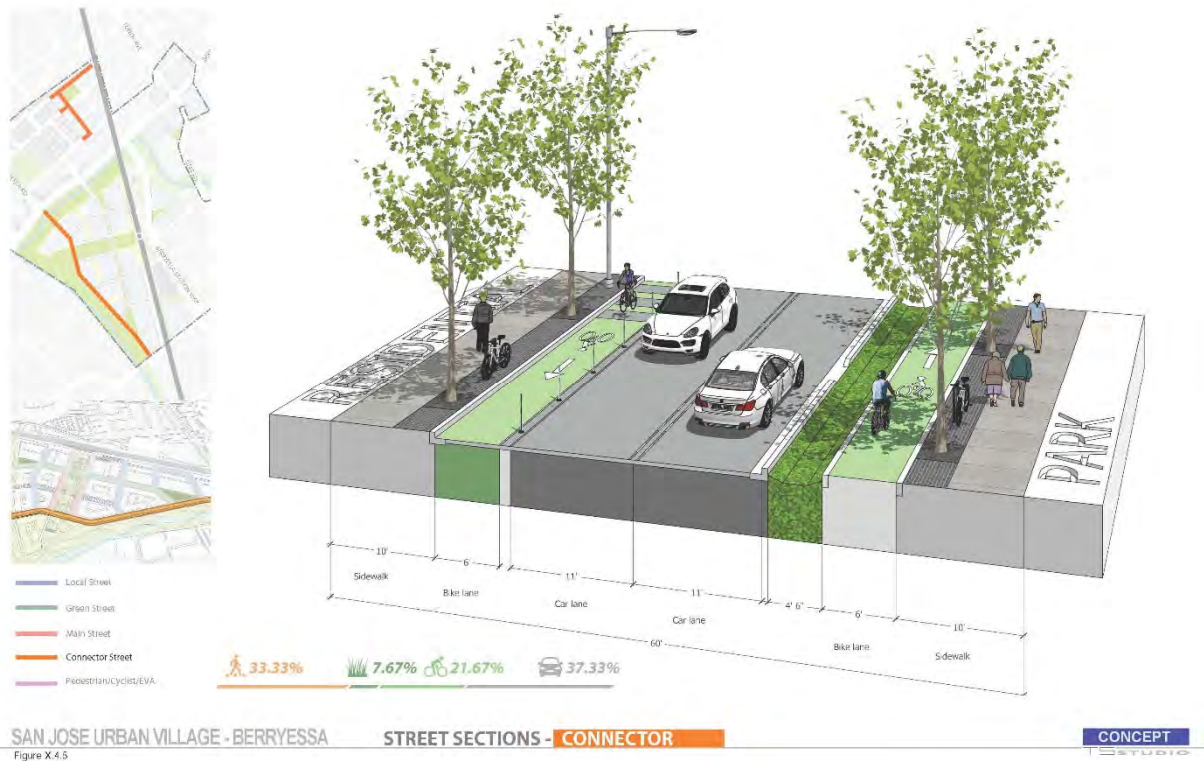 RESIDENTIAL
PARK
10'
Sidewalk
6'
Bike lane
11'
Car lane
11'
Car lane
4' 6"
6'
Bike lane
10'
Sidewalk
60'
Local Street
Green Street
Main Street
Connector Street
Pedestrian/Cyclist/EVA
33.33% 7.67% 21.67% 37.33%
SAN JOSE URBAN VILLAGE - BERRYESSA STREET SECTIONS - CONNECTOR
CONCEPT
Figure X.4.5
TS STUDIO